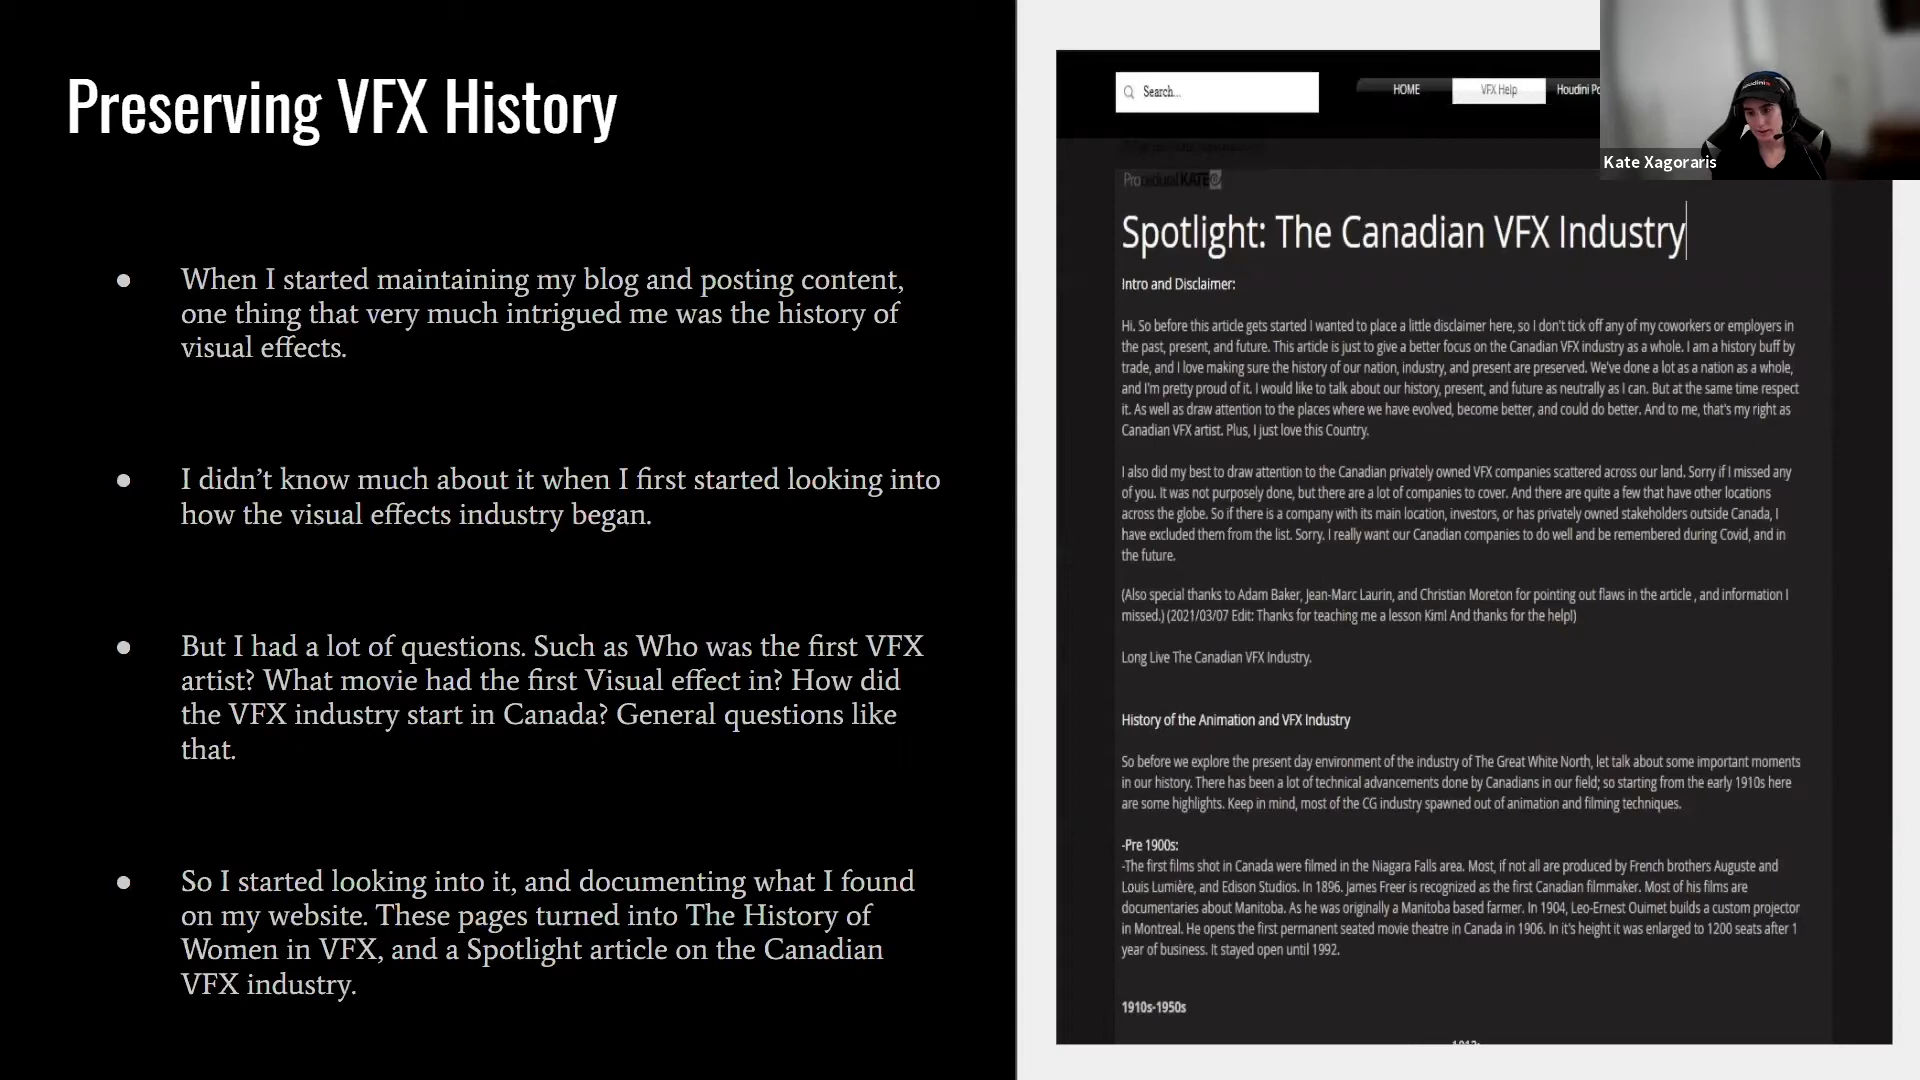 Preserving VFX History
● When I started maintaining my blog and posting content,
one thing that very much intrigued me was the history of
visual effects.
● I didn’t know much about it when I first started looking into
how the visual effects industry began.
● But I had a lot of questions. Such as Who was the first VFX
artist? What movie had the first Visual effect in? How did
the VFX industry start in Canada? General questions like
that.
● So I started looking into it, and documenting what I found
on my website. These pages turned into The History of
Women in VFX, and a Spotlight article on the Canadian
VFX industry.
Search...
HOME
VFX Help
Houdini
Kate Xagoraris
Procedural KATE
Spotlight: The Canadian VFX Industry
Intro and Disclaimer:
Hi. So before this article gets started I wanted to place a little disclaimer here, so I don't tick off any of my coworkers or employers in
the past, present, and future. This article is just to give a better focus on the Canadian VFX industry as a whole. I am a history buff by
trade, and I love making sure the history of our nation, industry, and present are preserved. We've done a lot as a nation as a whole,
and I'm pretty proud of it. I would like to talk about our history, present, and future as neutrally as I can. But at the same time respect
it. As well as draw attention to the places where we have evolved, become better, and could do better. And to me, that's my right as
Canadian VFX artist. Plus, I just love this Country.
I also did my best to draw attention to the Canadian privately owned VFX companies scattered across our land. Sorry if I missed any
of you. It was not purposely done, but there are a lot of companies to cover. And there are quite a few that have other locations
across the globe. So if there is a company with its main location, investors, or has privately owned stakeholders outside Canada, I
have excluded them from the list. Sorry. I really want our Canadian companies to do well and be remembered during Covid, and in
the future.
(Also special thanks to Adam Baker, Jean-Marc Laurin, and Christian Moreton for pointing out flaws in the article , and information I
missed.) (2021/03/07 Edit: Thanks for teaching me a lesson Kim! And thanks for the help!)
Long Live The Canadian VFX Industry.
History of the Animation and VFX Industry
So before we explore the present day environment of the industry of The Great White North, let talk about some important moments
in our history. There has been a lot of technical advancements done by Canadians in our field; so starting from the early 1910s here
are some highlights. Keep in mind, most of the CG industry spawned out of animation and filming techniques.
-Pre 1900s:
-The first films shot in Canada were filmed in the Niagara Falls area. Most, if not all are produced by French brothers Auguste and
Louis Lumière, and Edison Studios. In 1896. James Freer is recognized as the first Canadian filmmaker. Most of his films are
documentaries about Manitoba. As he was originally a Manitoba based farmer. In 1904, Leo-Ernest Ouimet builds a custom projector
in Montreal. He opens the first permanent seated movie theatre in Canada in 1906. In it's height it was enlarged to 1200 seats after 1
year of business. It stayed open until 1992.
1910s-1950s